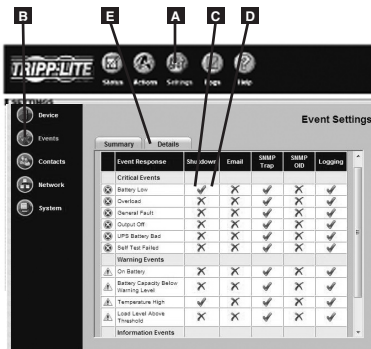 B E A C D
TRIPP·LITE
Status Actions Settings Logs Help
SETTINGS
Device
Events
Contacts
Network
System
Event Settings
Summary Details
Event Response Shutdown Email SNMP Trap SNMP OID Logging
Critical Events
Battery Low
Overload
General Fault
Output Off
UPS Battery Bad
Self Test Failed
Warning Events
On Battery
Battery Capacity Below
Warning Level
Temperature High
Load Level Above
Threshold
Information Events